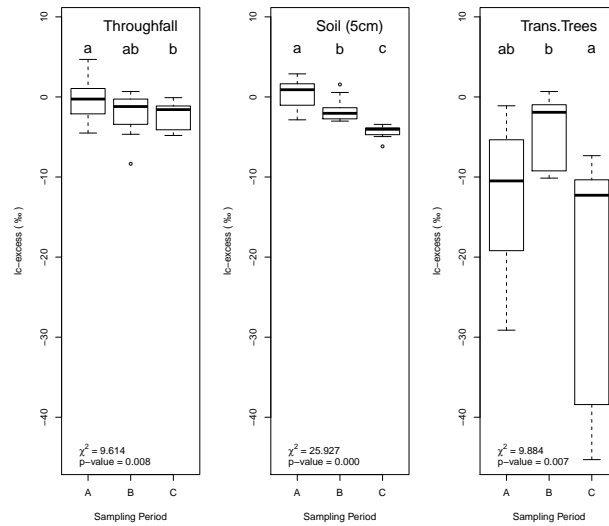 Throughfall
a ab b
10
0
−10
−20
−30
−40
lc−excess ( ‰ )
χ² = 9.614
p−value = 0.008
A B C
Sampling Period
Soil (5cm)
a b c
10
0
−10
−20
−30
−40
lc−excess ( ‰ )
χ² = 25.927
p−value = 0.000
A B C
Sampling Period
Trans.Trees
ab b a
10
0
−10
−20
−30
−40
lc−excess ( ‰ )
χ² = 9.884
p−value = 0.007
A B C
Sampling Period